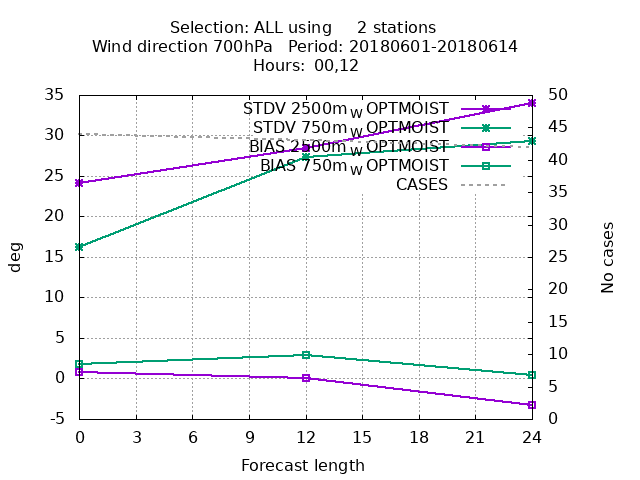 Selection: ALL using 2 stations
Wind direction 700hPa Period: 20180601-20180614
Hours: 00,12
STDV 2500m_W OPTMOIST
STDV 750m_W OPTMOIST
BIAS 2500m_W OPTMOIST
BIAS 750m_W OPTMOIST
CASES
35
30
25
20
15
10
5
0
-5
deg
50
45
40
35
30
25
20
15
10
5
0
No cases
0 3 6 9 12 15 18 21 24
Forecast length